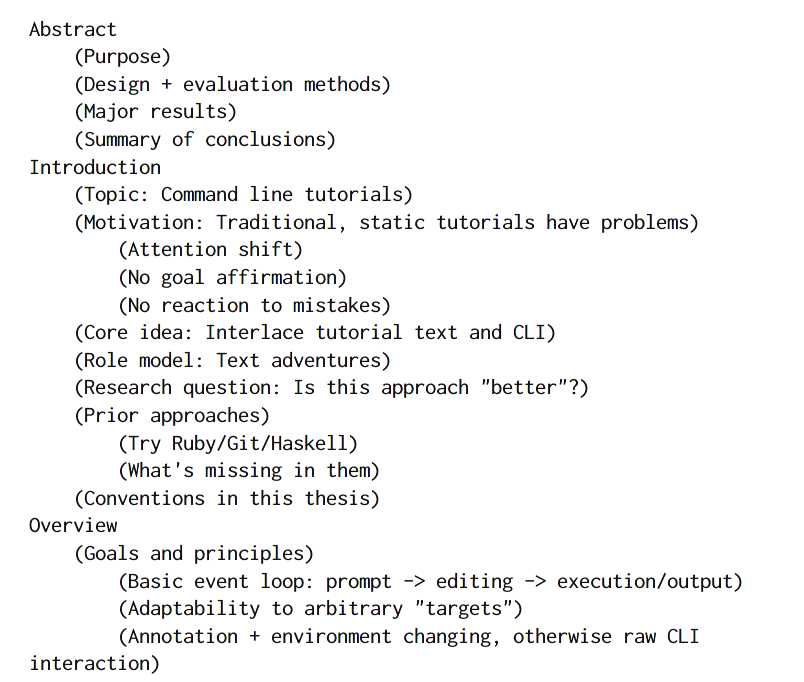 Abstract
(Purpose)
(Design + evaluation methods)
(Major results)
(Summary of conclusions)
Introduction
(Topic: Command line tutorials)
(Motivation: Traditional, static tutorials have problems)
(Attention shift)
(No goal affirmation)
(No reaction to mistakes)
(Core idea: Interlace tutorial text and CLI)
(Role model: Text adventures)
(Research question: Is this approach "better"?)
(Prior approaches)
(Try Ruby/Git/Haskell)
(What's missing in them)
(Conventions in this thesis)
Overview
(Goals and principles)
(Basic event loop: prompt -> editing -> execution/output)
(Adaptability to arbitrary "targets")
(Annotation + environment changing, otherwise raw CLI
interaction)